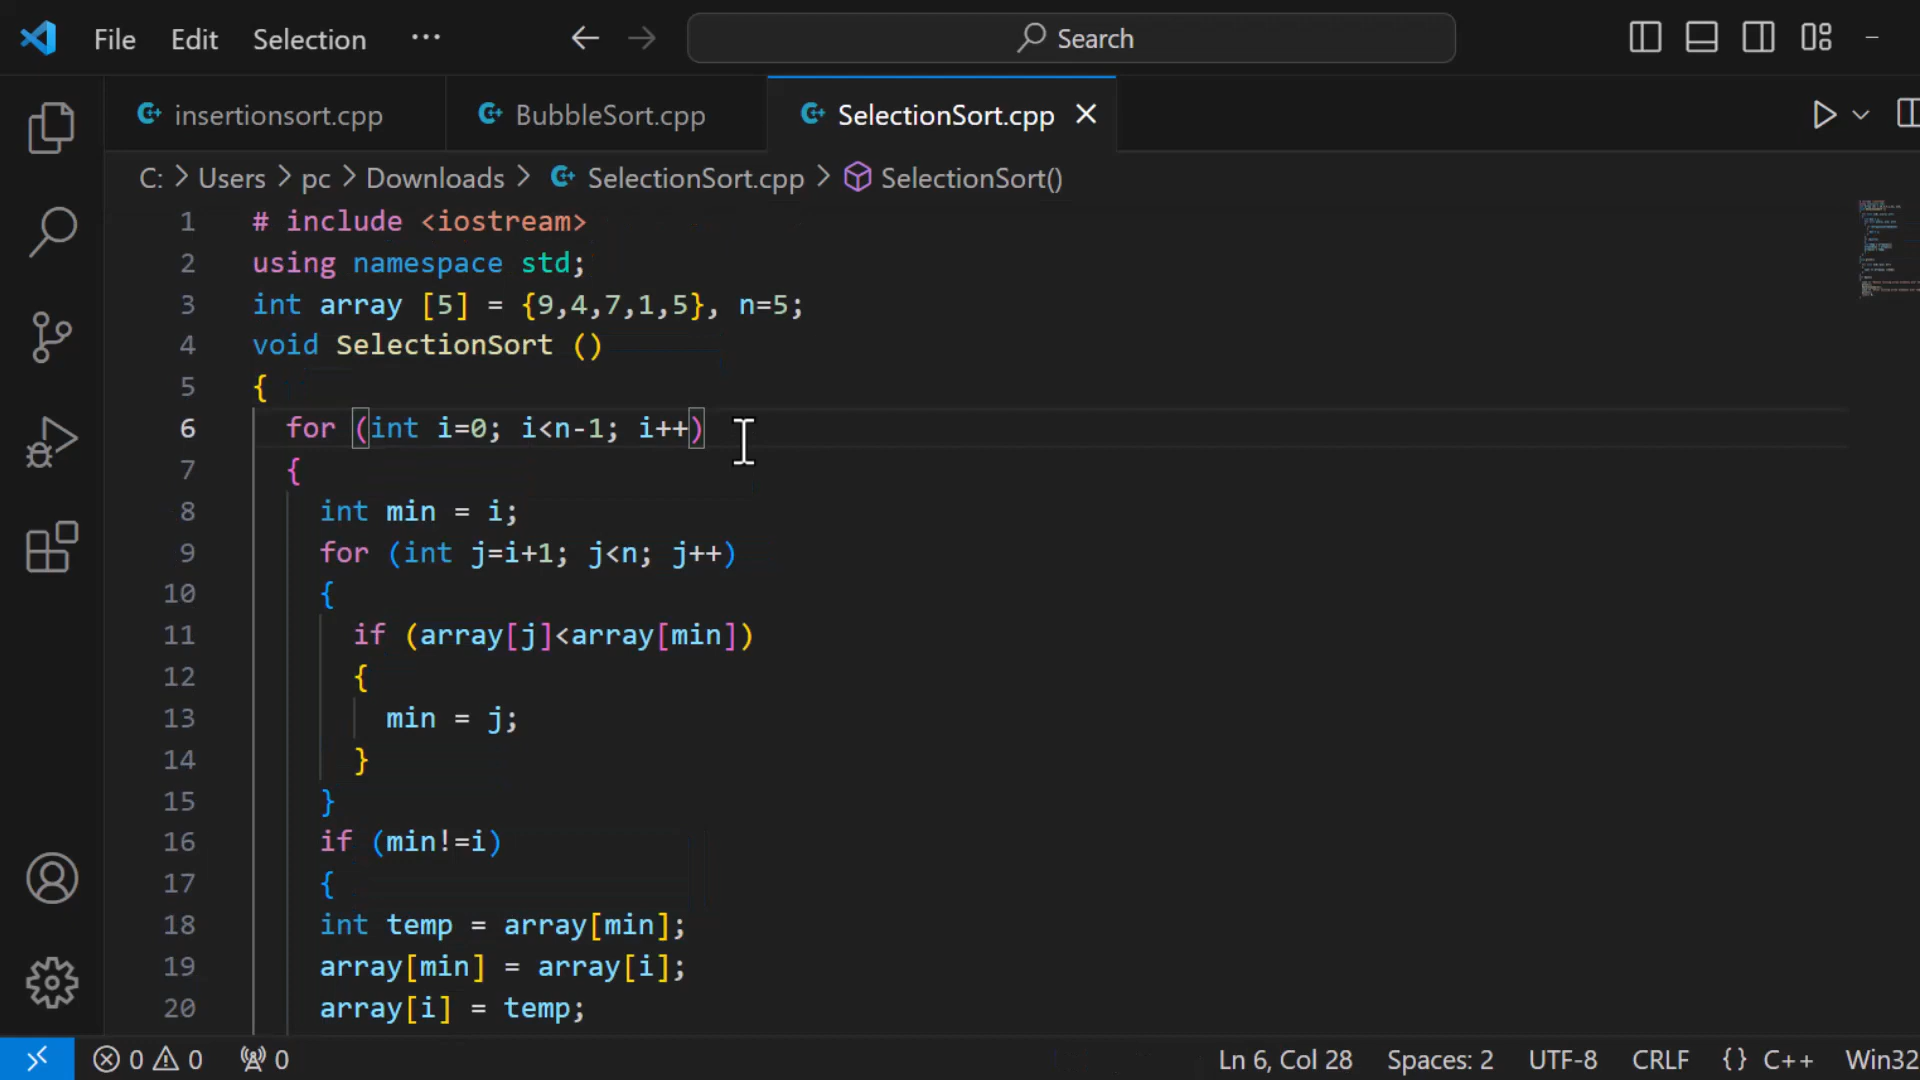 File Edit Selection ··· Search
insertionsort.cpp BubbleSort.cpp SelectionSort.cpp
C: > Users > pc > Downloads > SelectionSort.cpp > SelectionSort()
1 # include <iostream>
2 using namespace std;
3 int array [5] = {9,4,7,1,5}, n=5;
4 void SelectionSort ()
5 {
6 for (int i=0; i<n-1; i++)
7 {
8 int min = i;
9 for (int j=i+1; j<n; j++)
10 {
11 if (array[j]<array[min])
12 {
13 min = j;
14 }
15 }
16 if (min!=i)
17 {
18 int temp = array[min];
19 array[min] = array[i];
20 array[i] = temp;
0 0 0 Ln 6, Col 28 Spaces: 2 UTF-8 CRLF {} C++ Win32